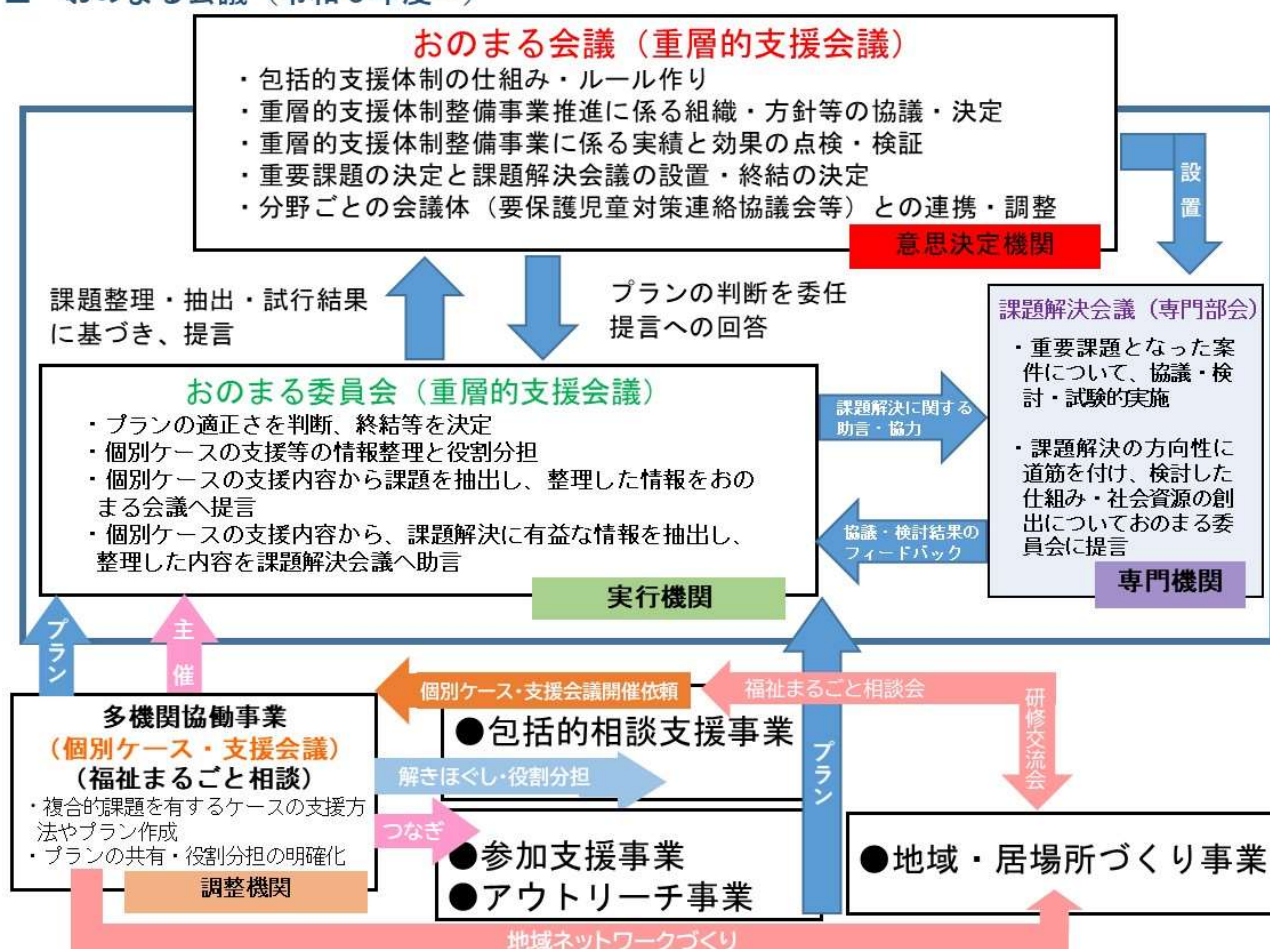 おのまる会議（重層的支援会議）
・包括的支援体制の仕組み・ルール作り
・重層的支援体制整備事業推進に係る組織・方針等の協議・決定
・重層的支援体制整備事業に係る実績と効果の点検・検証
・重要課題の決定と課題解決会議の設置・終結の決定
・分野ごとの会議体（要保護児童対策連絡協議会等）との連携・調整
意思決定機関
設置
課題整理・抽出・試行結果
に基づき、提言
プランの判断を委任
提言への回答
課題解決会議（専門部会）
・重要課題となった案
件について、協議・検
討・試験的実施
・課題解決の方向性に
道筋を付け、検討した
仕組み・社会資源の創
出についておのまる委
員会に提言
専門機関
おのまる委員会（重層的支援会議）
・プランの適正さを判断、終結等を決定
・個別ケースの支援等の情報整理と役割分担
・個別ケースの支援内容から課題を抽出し、整理した情報をおの
まる会議へ提言
・個別ケースの支援内容から、課題解決に有益な情報を抽出し、
整理した内容を課題解決会議へ助言
実行機関
課題解決に関する
助言・協力
協議・検討結果の
フィードバック
プラン
主催
多機関協働事業
（個別ケース・支援会議）
（福祉まるごと相談）
・複合的課題を有するケースの支援方
法やプラン作成
・プランの共有・役割分担の明確化
調整機関
個別ケース・支援会議開催依頼
福祉まるごと相談会
研修交流会
●包括的相談支援事業
解きほぐし・役割分担
つなぎ
プラン
●参加支援事業
●アウトリーチ事業
●地域・居場所づくり事業
地域ネットワークづくり